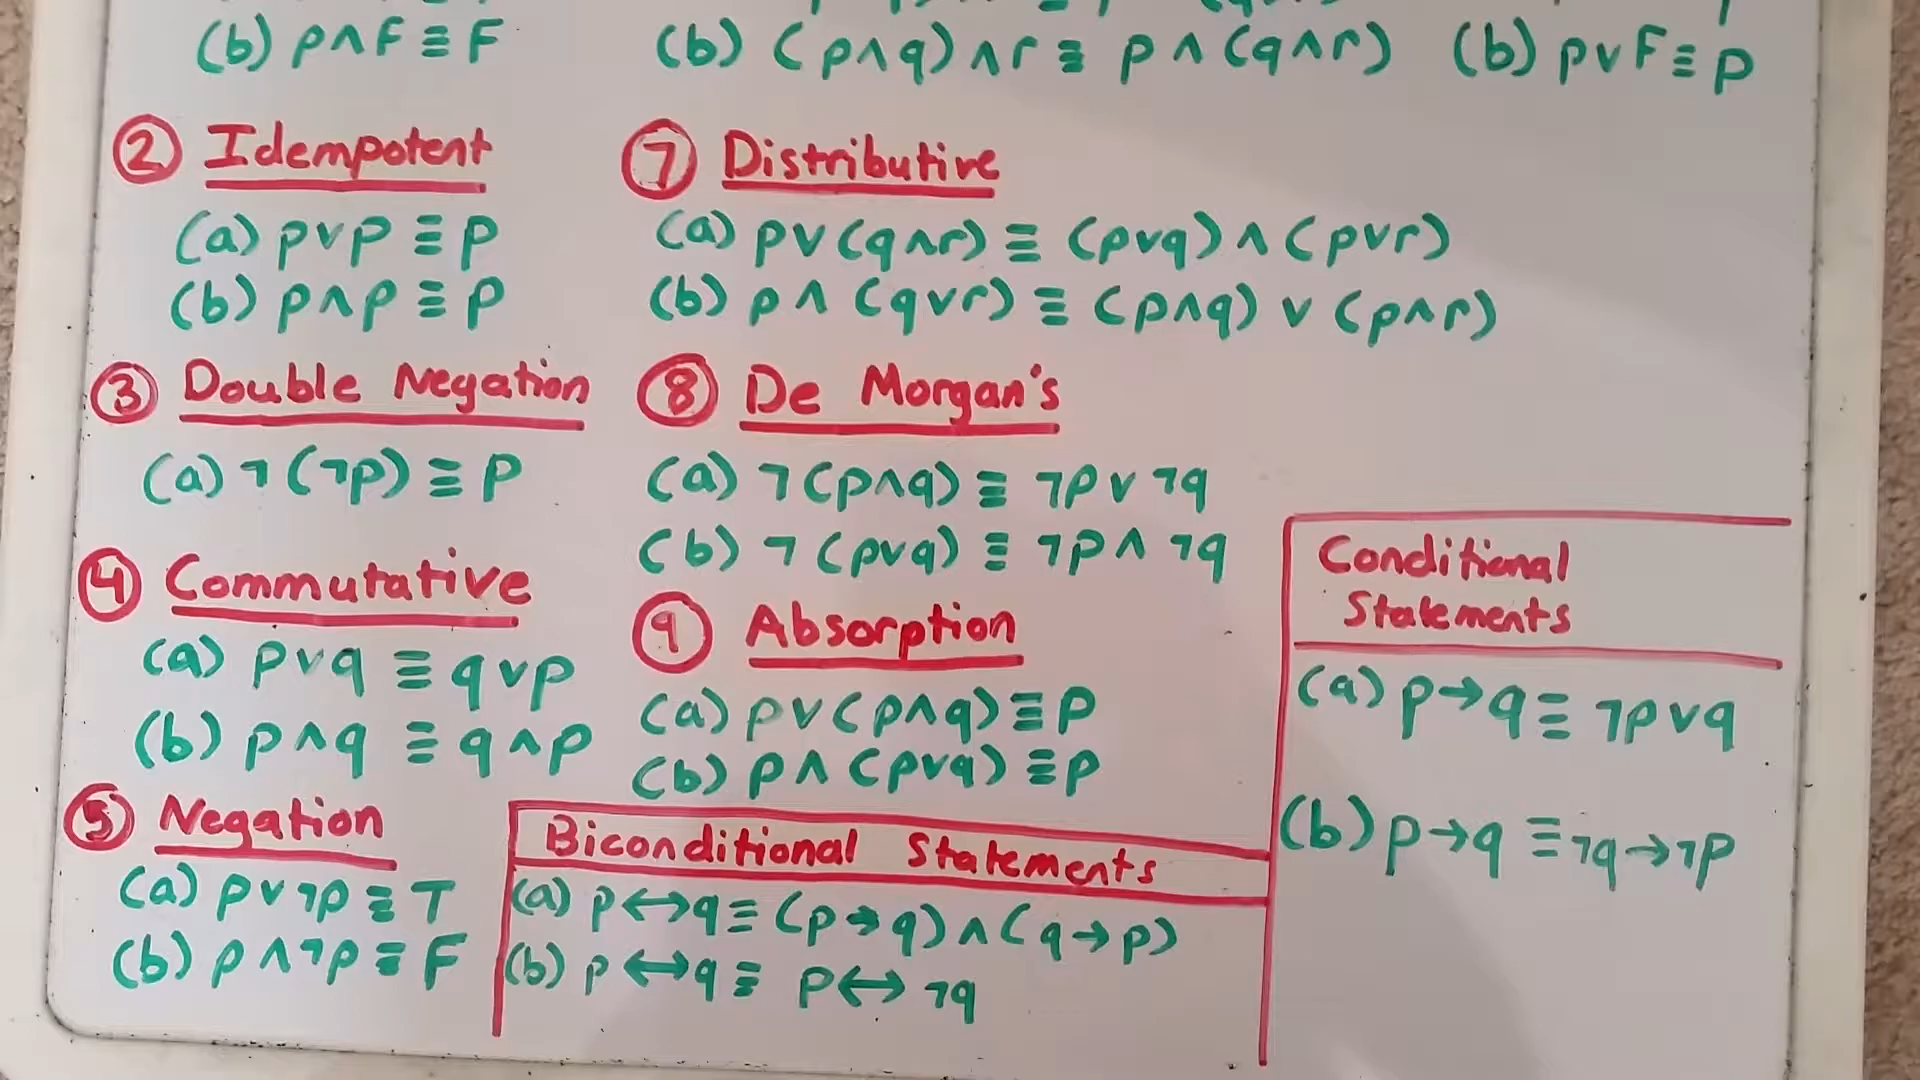 (b) p∧F≡F
(b) (p∧q)∧r≡ p∧(q∧r)
(b) p∨F≡p
② Idempotent
(a) p∨p ≡ p
(b) p∧p ≡ p
③ Double Negation
(a) ¬(¬p) ≡ p
④ Commutative
(a) p∨q ≡ q∨p
(b) p∧q ≡ q∧p
⑤ Negation
(a) p∨¬p ≡ T
(b) p∧¬p ≡ F
⑦ Distributive
(a) p∨(q∧r) ≡ (p∨q)∧(p∨r)
(b) p∧(q∨r) ≡ (p∧q)∨(p∧r)
⑧ De Morgan's
(a) ¬(p∧q) ≡ ¬p∨¬q
(b) ¬(p∨q) ≡ ¬p∧¬q
⑨ Absorption
(a) p∨(p∧q) ≡ p
(b) p∧(p∨q) ≡ p
Biconditional Statements
(a) p↔q ≡ (p→q)∧(q→p)
(b) p↔q ≡ p↔¬q
Conditional
Statements
(a) p→q ≡ ¬p∨q
(b) p→q ≡ ¬q→¬p